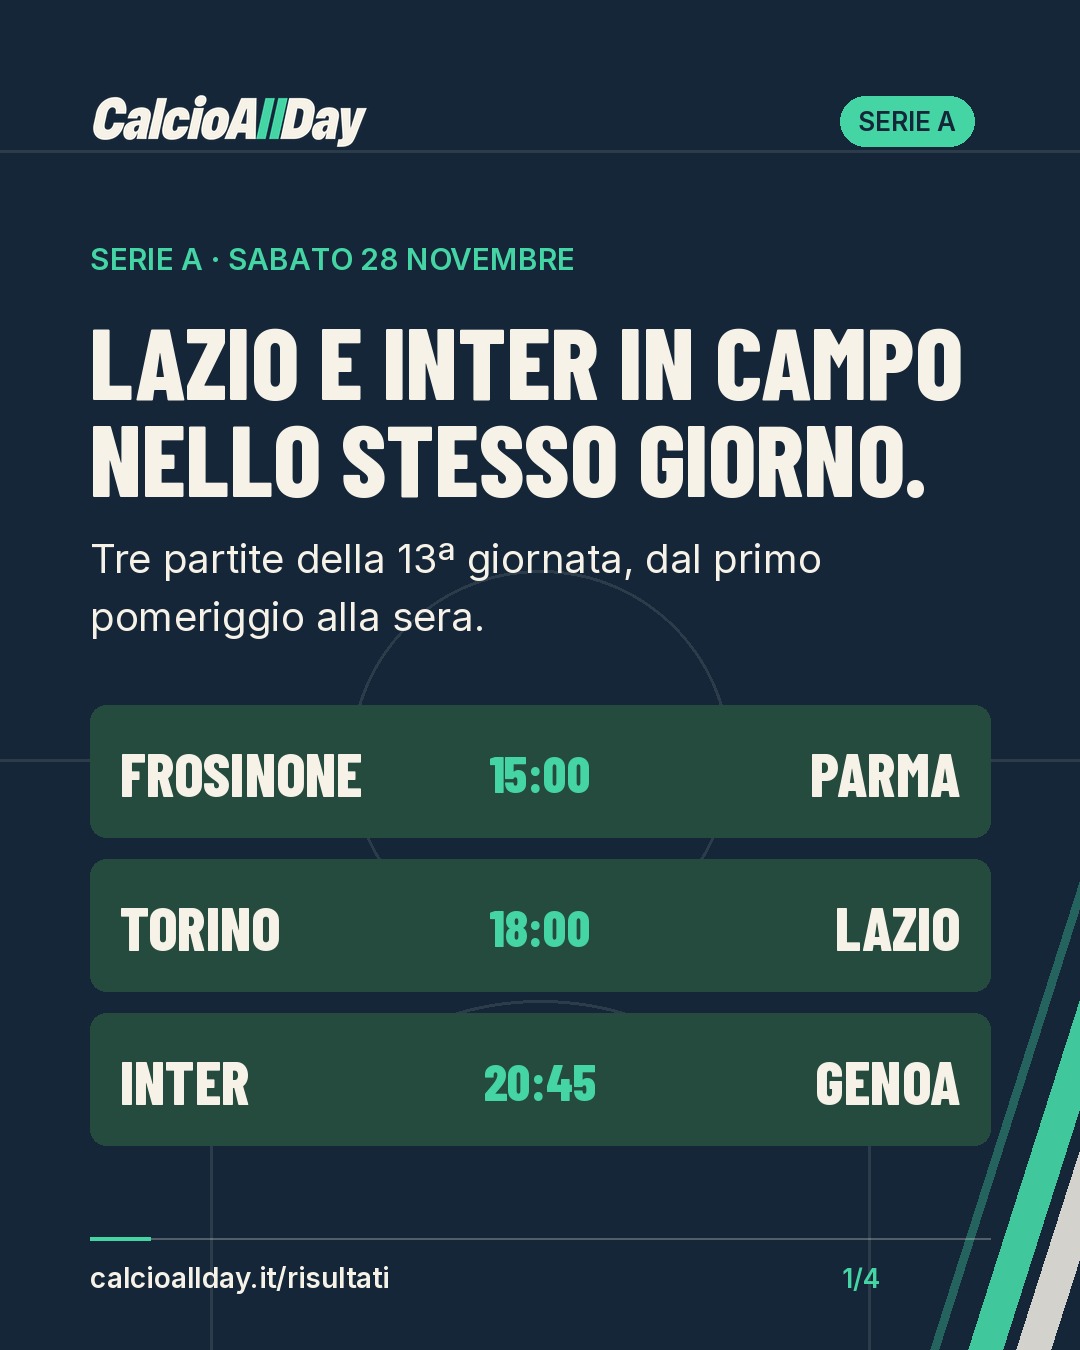 CalcioAllDay
SERIE A
SERIE A · SABATO 28 NOVEMBRE
LAZIO E INTER IN CAMPO
NELLO STESSO GIORNO.
Tre partite della 13ª giornata, dal primo
pomeriggio alla sera.
FROSINONE 15:00 PARMA
TORINO 18:00 LAZIO
INTER 20:45 GENOA
calcioallday.it/risultati 1/4